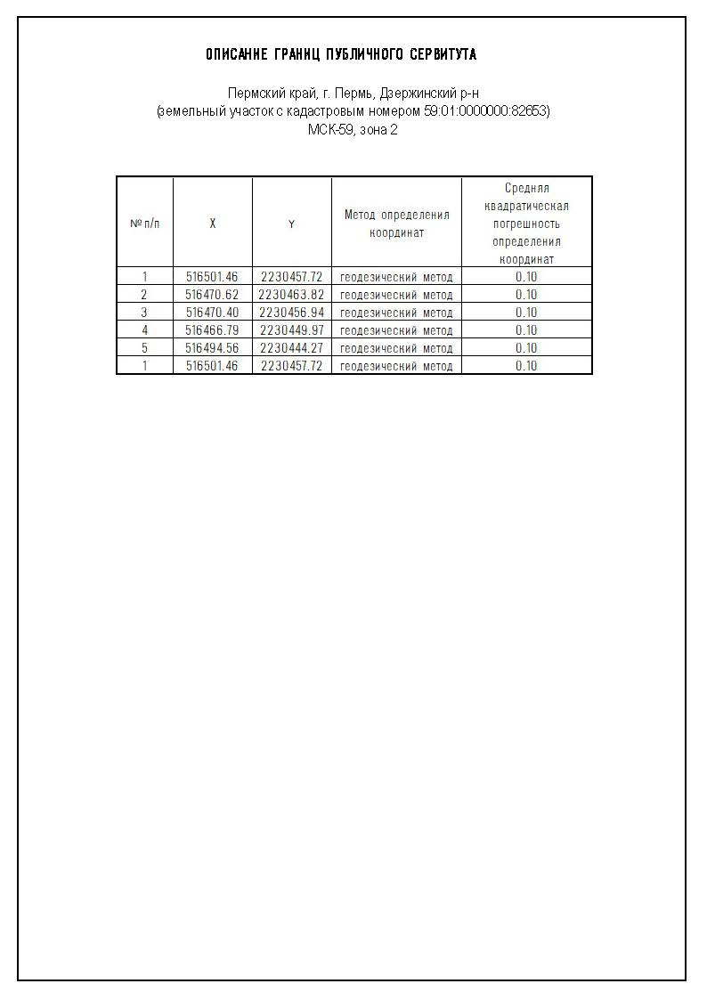 ОПИСАНИЕ ГРАНИЦ ПУБЛИЧНОГО СЕРВИТУТА
Пермский край, г. Пермь, Дзержинский р-н
(земельный участок с кадастровым номером 59:01:0000000:82653)
МСК-59, зона 2
№ п/п X Y Метод определения координат Средняя квадратическая погрешность определения координат
1 516501.46 2230457.72 геодезический метод 0.10
2 516470.62 2230463.82 геодезический метод 0.10
3 516470.40 2230456.94 геодезический метод 0.10
4 516466.79 2230449.97 геодезический метод 0.10
5 516494.56 2230444.27 геодезический метод 0.10
1 516501.46 2230457.72 геодезический метод 0.10